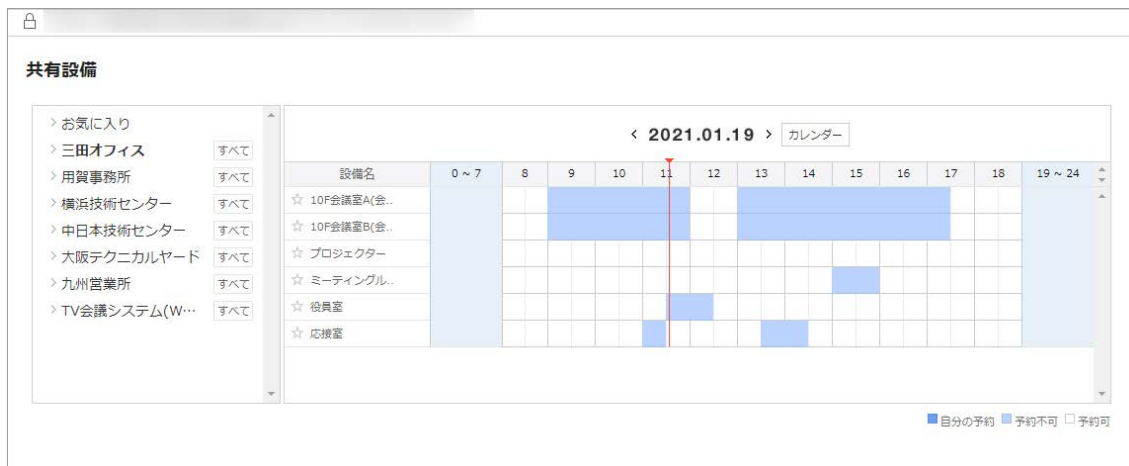 共有設備
お気に入り
三田オフィス すべて
用賀事務所 すべて
横浜技術センター すべて
中日本技術センター すべて
大阪テクニカルヤード すべて
九州営業所 すべて
TV会議システム(W… すべて
< 2021.01.19 > カレンダー
設備名 0 ~ 7 8 9 10 11 12 13 14 15 16 17 18 19 ~ 24
☆ 10F会議室A(会..
☆ 10F会議室B(会..
☆ プロジェクター
☆ ミーティングル..
☆ 役員室
☆ 応接室
自分の予約 予約不可 予約可